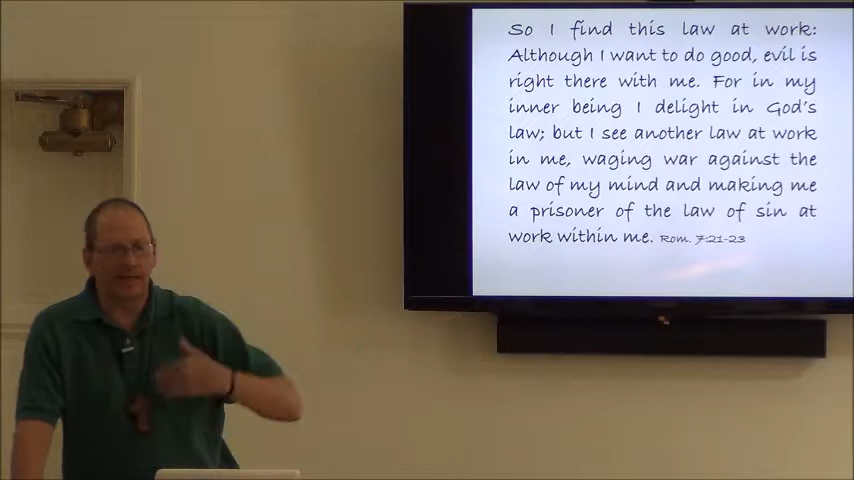 So I find this law at work:
Although I want to do good, evil is
right there with me. For in my
inner being I delight in God's
law; but I see another law at work
in me, waging war against the
law of my mind and making me
a prisoner of the law of sin at
work within me. Rom. 7:21-23